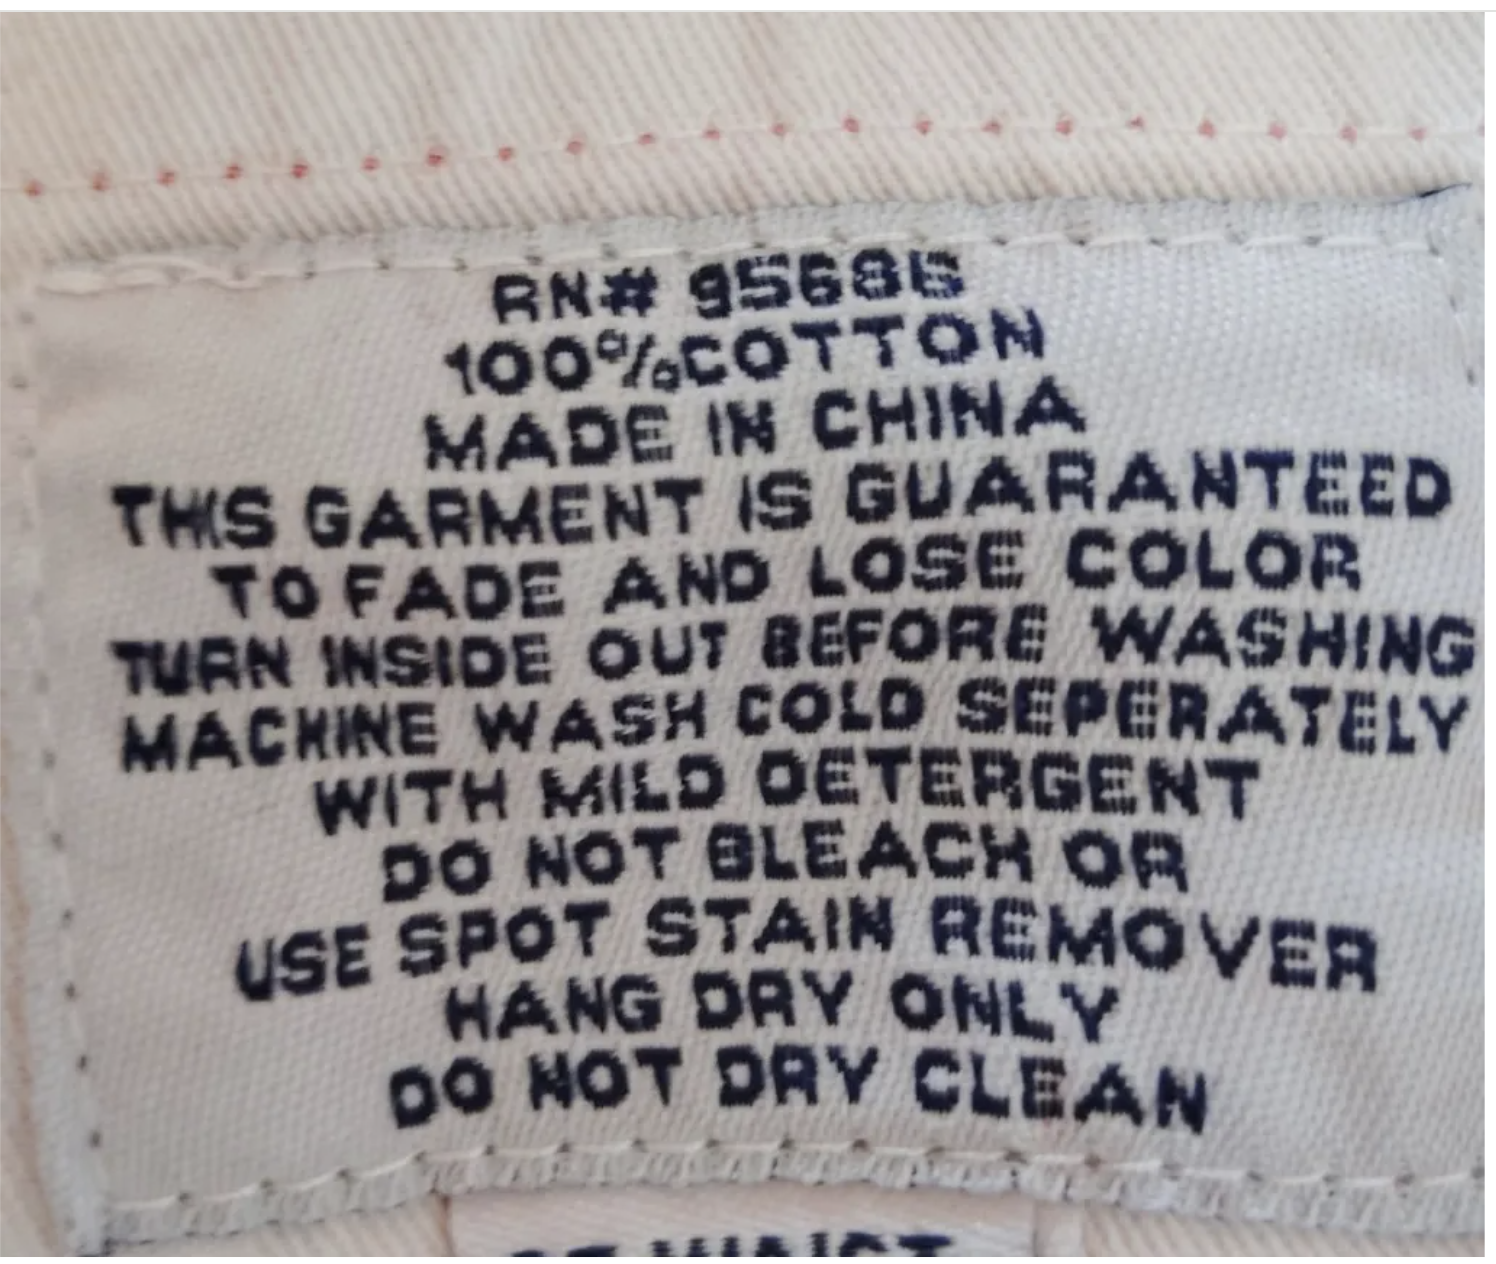 RN# 95685
100%COTTON
MADE IN CHINA
THIS GARMENT IS GUARANTEED
TO FADE AND LOSE COLOR
TURN INSIDE OUT BEFORE WASHING
MACHINE WASH COLD SEPERATELY
WITH MILD DETERGENT
DO NOT BLEACH OR
USE SPOT STAIN REMOVER
HANG DRY ONLY
DO NOT DRY CLEAN